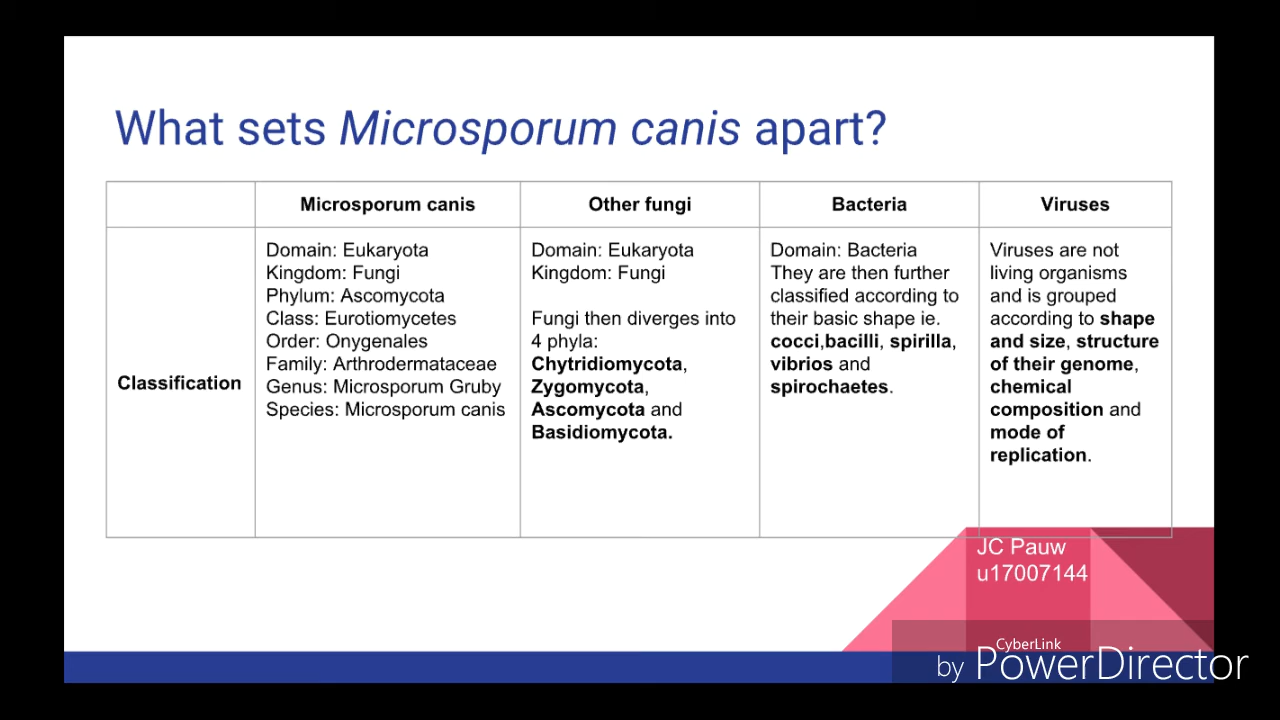 What sets Microsporum canis apart?
Microsporum canis
Other fungi
Bacteria
Viruses
Classification
Domain: Eukaryota
Kingdom: Fungi
Phylum: Ascomycota
Class: Eurotiomycetes
Order: Onygenales
Family: Arthrodermataceae
Genus: Microsporum Gruby
Species: Microsporum canis
Domain: Eukaryota
Kingdom: Fungi
Fungi then diverges into
4 phyla:
Chytridiomycota,
Zygomycota,
Ascomycota and
Basidiomycota.
Domain: Bacteria
They are then further
classified according to
their basic shape ie.
cocci,bacilli, spirilla,
vibrios and
spirochaetes.
Viruses are not
living organisms
and is grouped
according to shape
and size, structure
of their genome,
chemical
composition and
mode of
replication.
JC Pauw
u17007144
CyberLink
by PowerDirector